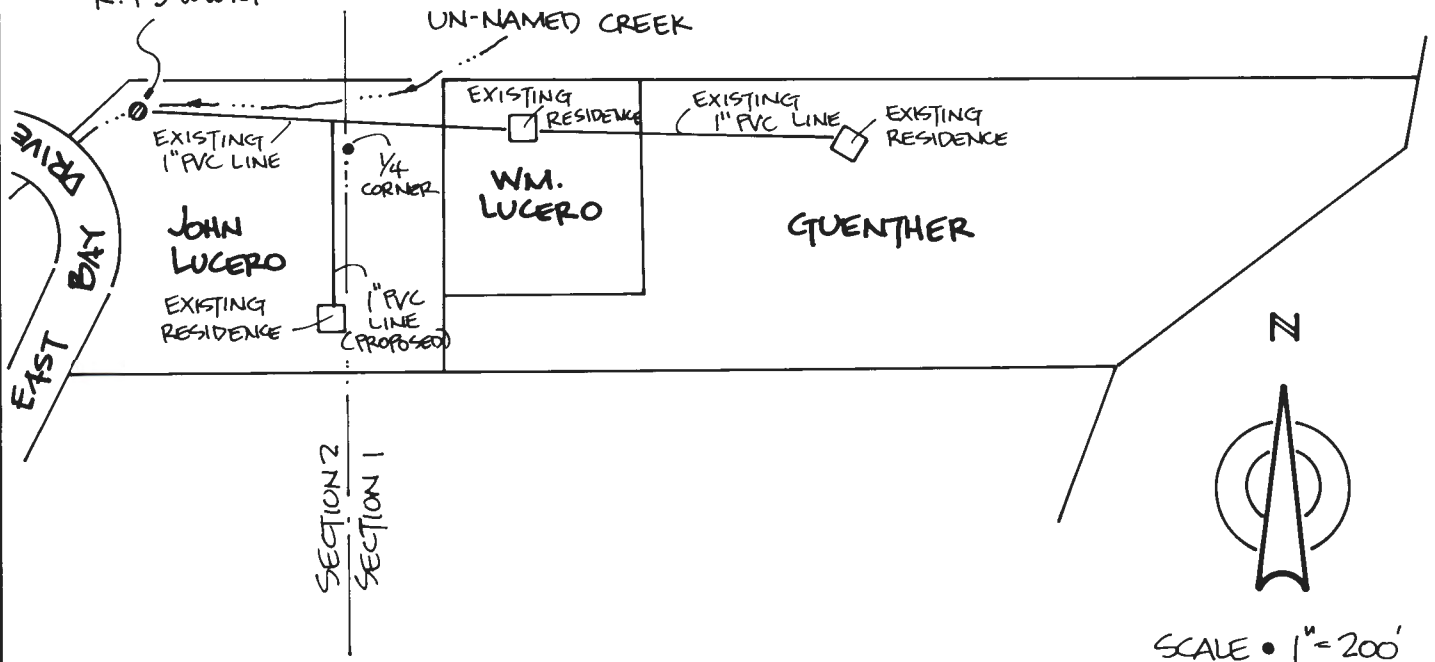 UN-NAMED CREEK
EXISTING
RESIDENCE
EXISTING
1" PVC LINE
EXISTING
RESIDENCE
EXISTING
1" PVC LINE
1/4
CORNER
WM.
LUCERO
GUENTHER
JOHN
LUCERO
EXISTING
RESIDENCE
1" PVC
LINE
(PROPOSED)
EAST BAY DRIVE
SECTION 2
SECTION 1
N
SCALE • 1" = 200'